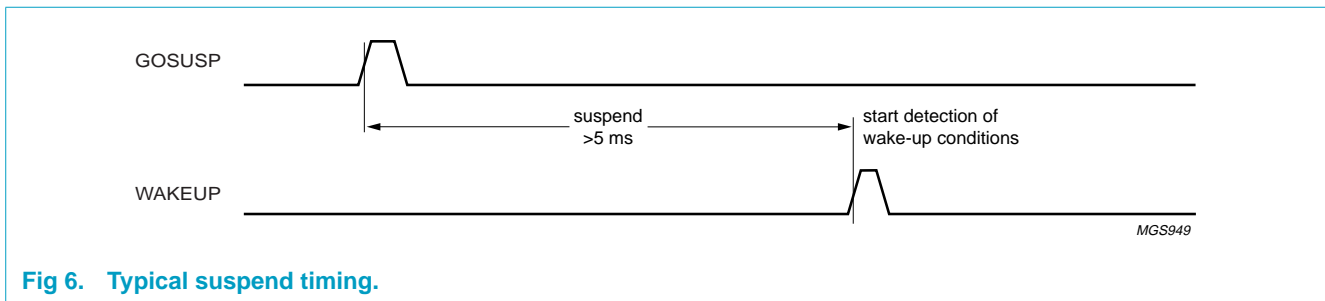 GOSUSP
suspend
>5 ms
start detection of
wake-up conditions
WAKEUP
MGS949
Fig 6. Typical suspend timing.